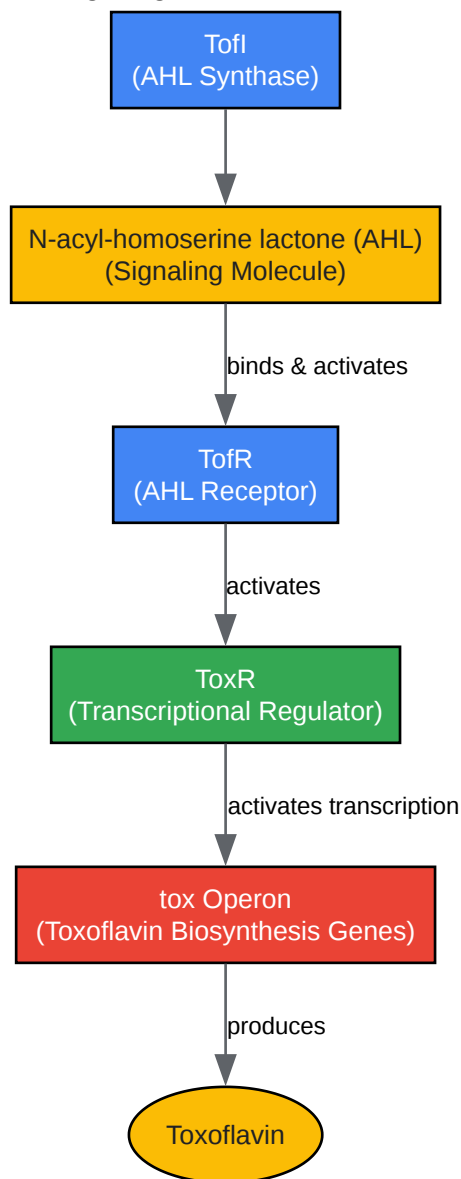 TofI
(AHL Synthase)
N-acyl-homoserine lactone (AHL)
(Signaling Molecule)
binds & activates
TofR
(AHL Receptor)
activates
ToxR
(Transcriptional Regulator)
activates transcription
tox Operon
(Toxoflavin Biosynthesis Genes)
produces
Toxoflavin